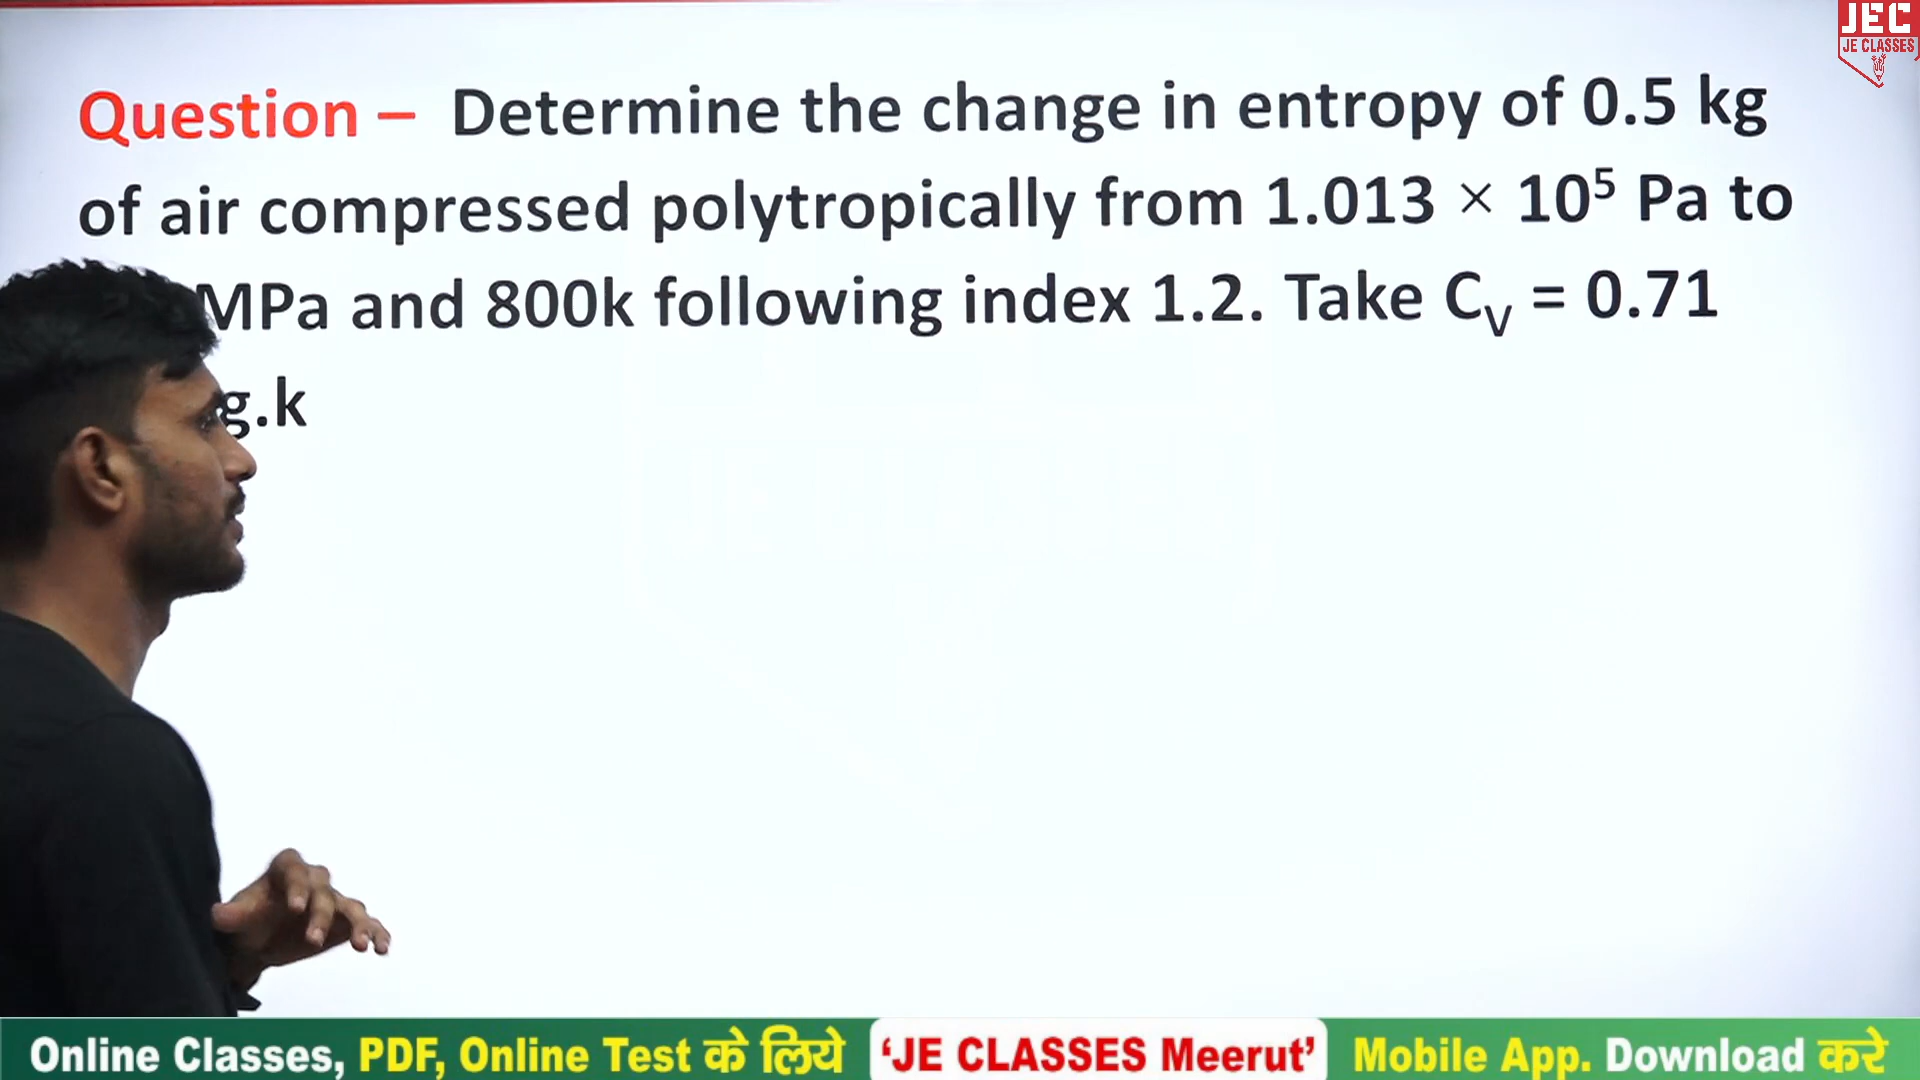 JEC
JE CLASSES
Question – Determine the change in entropy of 0.5 kg
of air compressed polytropically from 1.013 × 10⁵ Pa to
MPa and 800k following index 1.2. Take Cᵥ = 0.71
g.k
Online Classes, PDF, Online Test के लिये ‘JE CLASSES Meerut’ Mobile App. Download करे